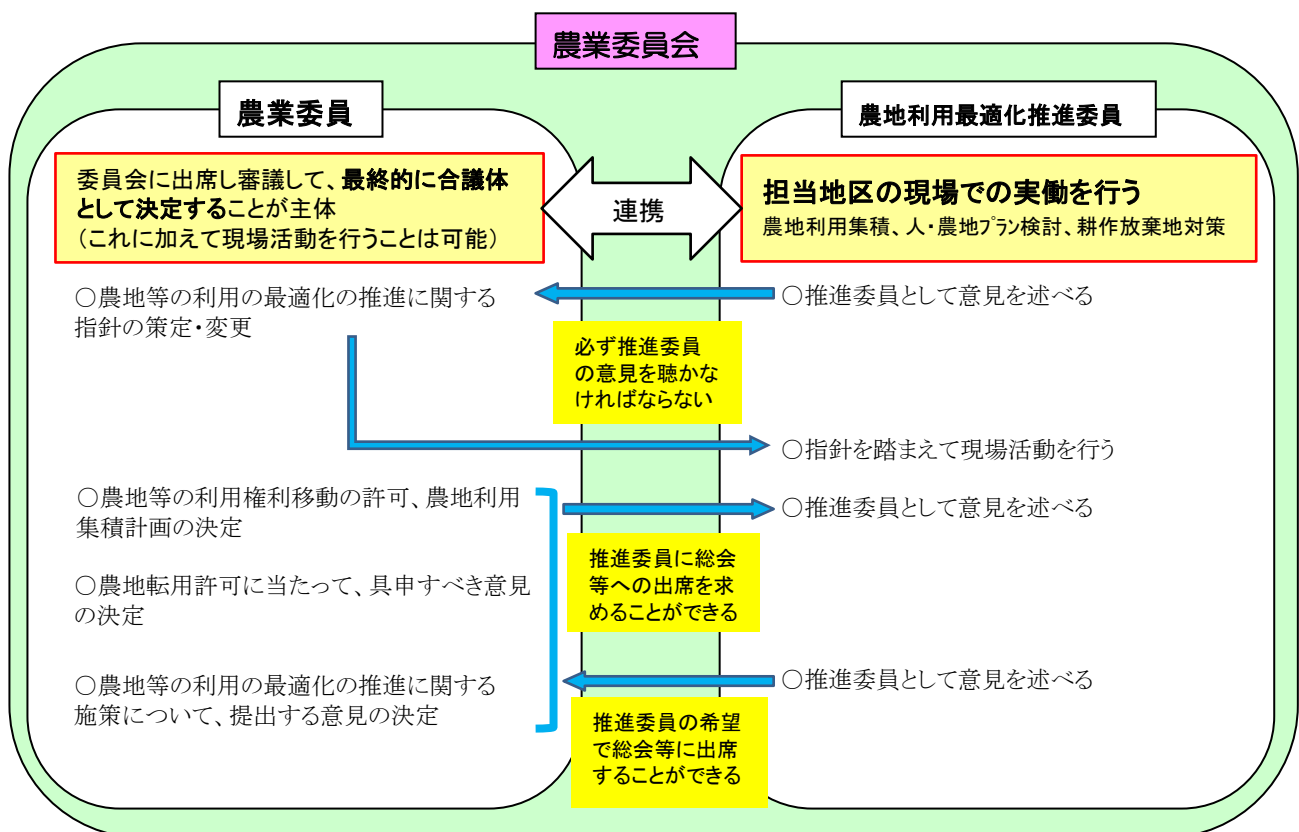 農業委員会
農業委員
委員会に出席し審議して、最終的に合議体
として決定することが主体
(これに加えて現場活動を行うことは可能)
連携
農地利用最適化推進委員
担当地区の現場での実働を行う
農地利用集積、人・農地プラン検討、耕作放棄地対策
○農地等の利用の最適化の推進に関する
指針の策定・変更
○推進委員として意見を述べる
必ず推進委員
の意見を聴かな
ければならない
○指針を踏まえて現場活動を行う
○農地等の利用権利移動の許可、農地利用
集積計画の決定
○推進委員として意見を述べる
推進委員に総会
等への出席を求
めることができる
○農地転用許可に当たって、具申すべき意見
の決定
○農地等の利用の最適化の推進に関する
施策について、提出する意見の決定
○推進委員として意見を述べる
推進委員の希望
で総会等に出席
することができる